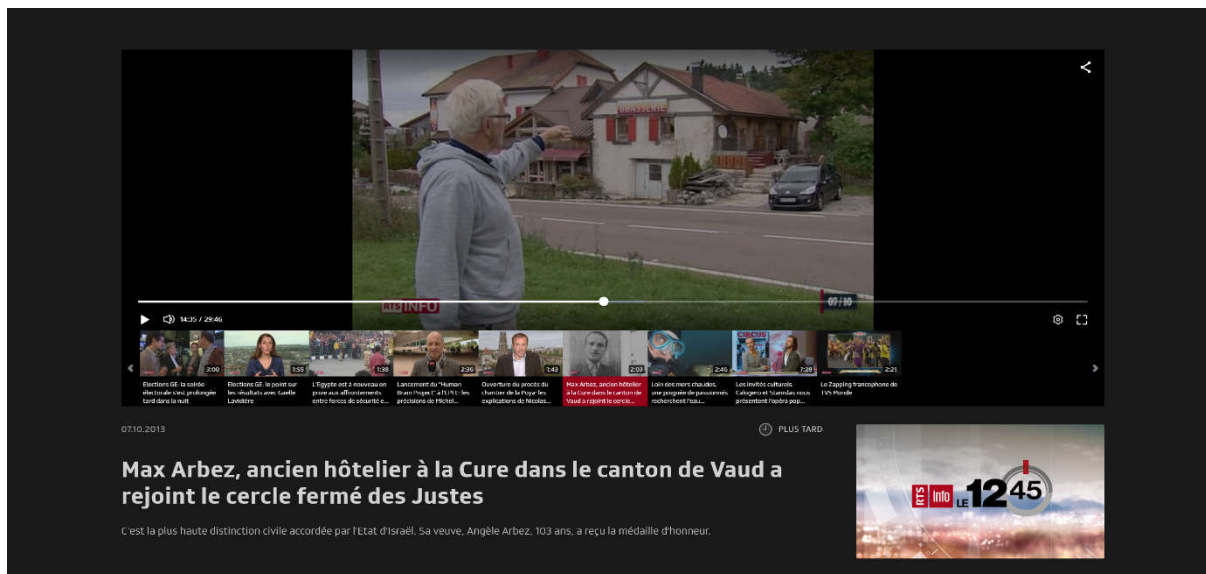 BRASSERIE
RTS INFO
07/10
14:35 / 29:46
3:00
1:55
1:38
2:36
1:43
2:03
2:46
CIRCUS
7:28
2:21
Elections GE: la soirée
électorale s'est prolongée
tard dans la nuit
Elections GE: le point sur
les résultats avec Gaëlle
Lavidière
L'Egypte est à nouveau en
proie aux affrontements
entre forces de sécurité e...
Lancement du "Human
Brain Project" à l'EPFL: les
précisions de Michel...
Ouverture du procès du
chantier de la Poya: les
explications de Nicolas...
Max Arbez, ancien hôtelier
à la Cure dans le canton de
Vaud a rejoint le cercle...
Loin des mers chaudes,
une poignée de passionnés
recherchent l'eau...
Les invités culturels:
Calogero et Stanislas nous
présentent l'opéra pop...
Le Zapping francophone de
TV5 Monde
07.10.2013
PLUS TARD
Max Arbez, ancien hôtelier à la Cure dans le canton de Vaud a
rejoint le cercle fermé des Justes
C'est la plus haute distinction civile accordée par l'Etat d'Israël. Sa veuve, Angèle Arbez, 103 ans, a reçu la médaille d'honneur.
RTS Info LE 12 45